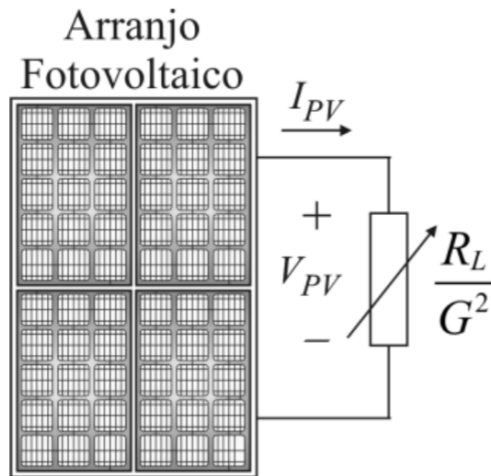 Arranjo
Fotovoltaico
I_PV
+
V_PV
−
R_L
G²